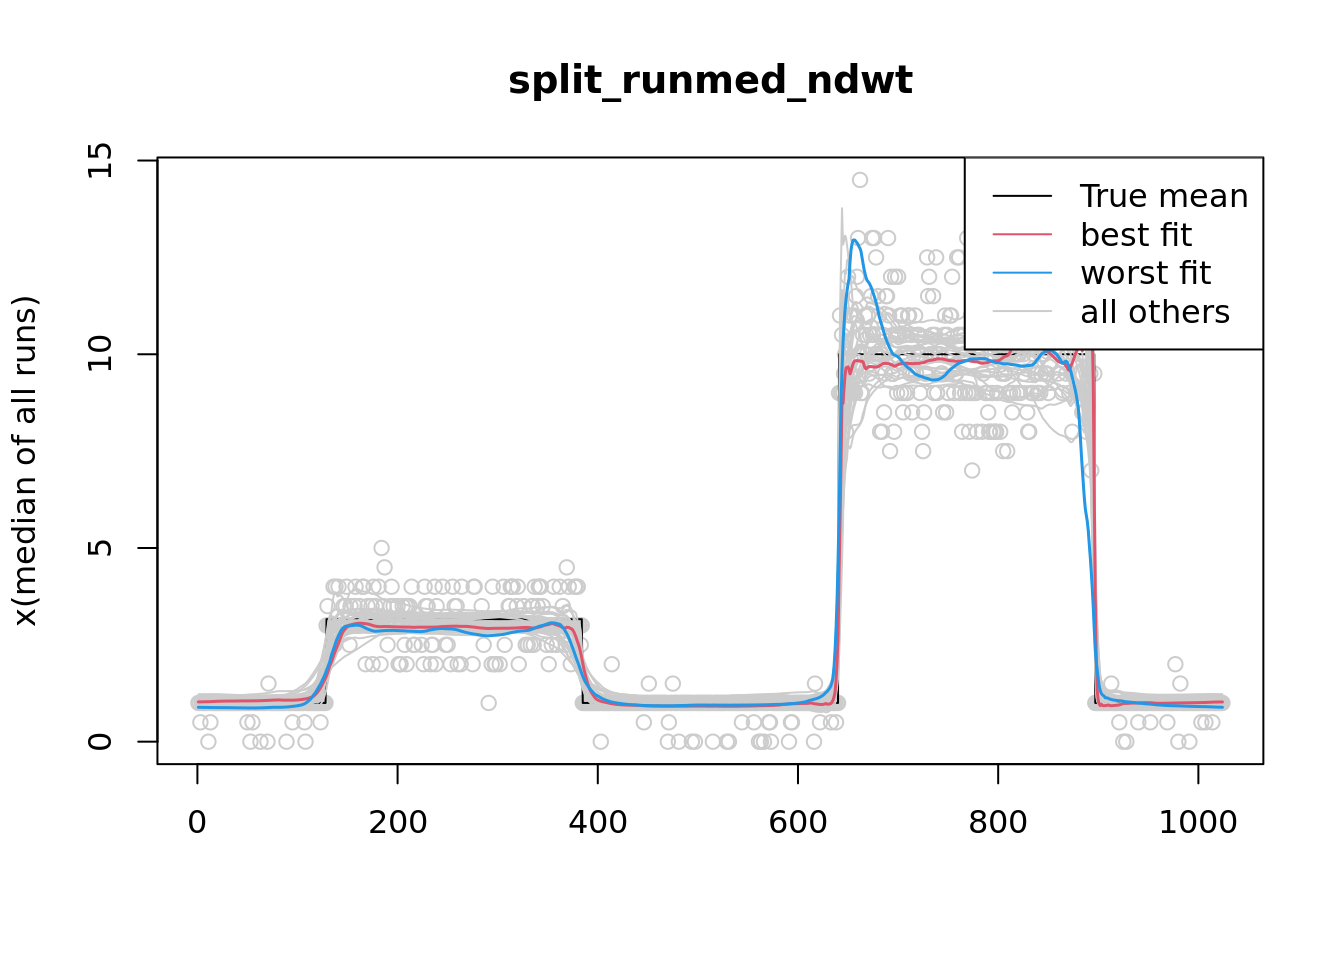 split_runmed_ndwt
x(median of all runs)
15
10
5
0
True mean
best fit
worst fit
all others
0 200 400 600 800 1000